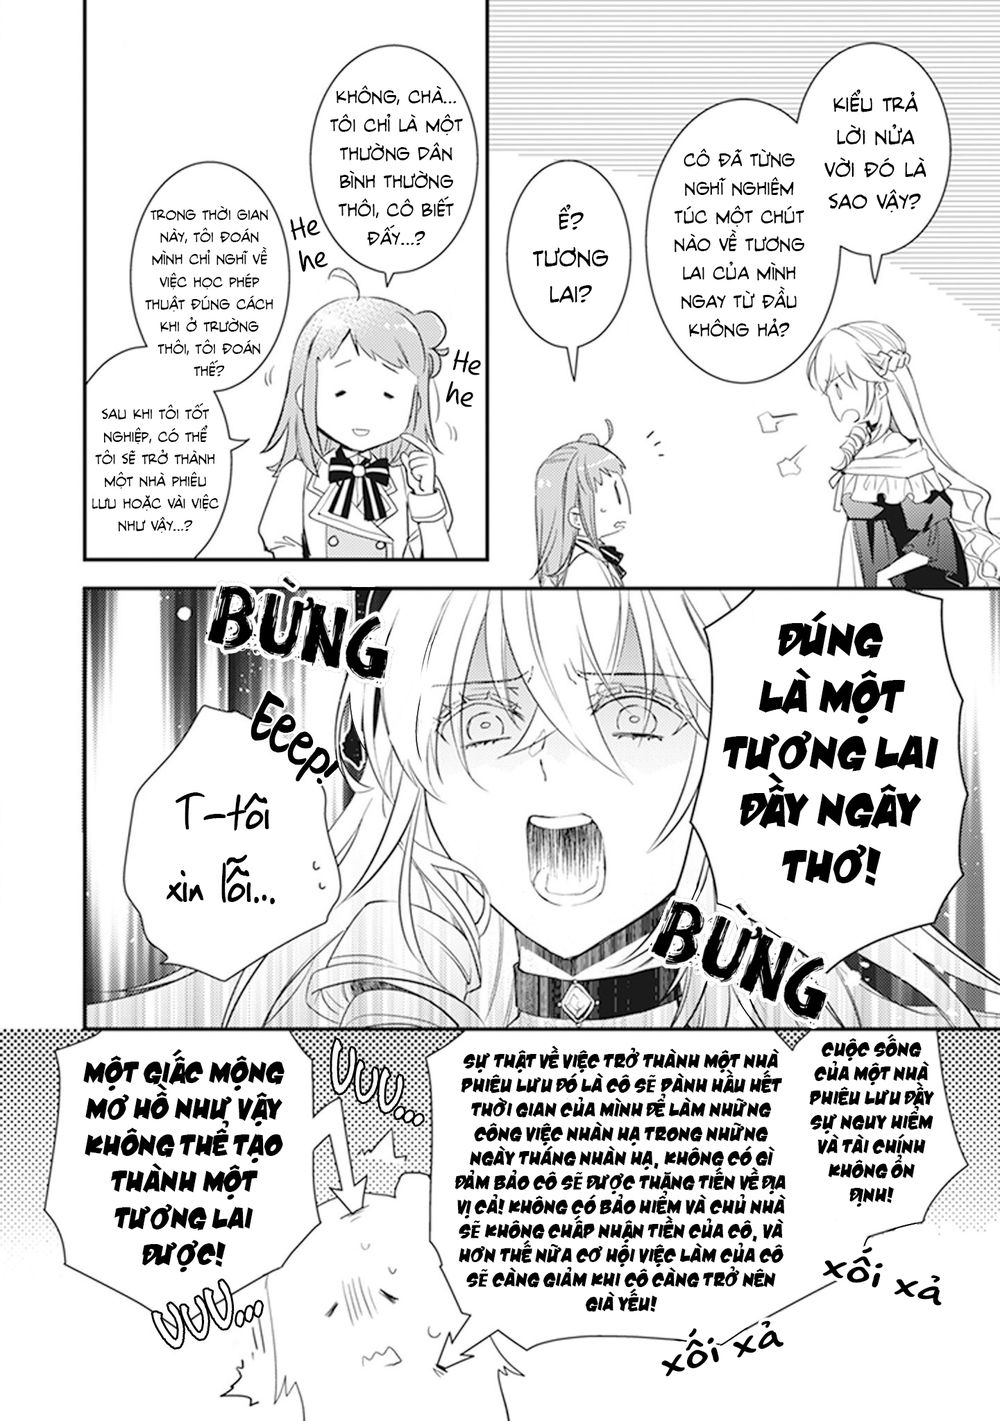 KIỂU TRẢ
LỜI NỬA
VỜI ĐÓ LÀ
SAO VẬY?
CÔ ĐÃ TỪNG
NGHĨ NGHIÊM
TÚC MỘT CHÚT
NÀO VỀ TƯƠNG
LAI CỦA MÌNH
NGAY TỪ ĐẦU
KHÔNG HẢ?
Ể?
TƯƠNG
LAI?
KHÔNG, CHÀ...
TÔI CHỈ LÀ MỘT
THƯỜNG DÂN
BÌNH THƯỜNG
THÔI, CÔ BIẾT
ĐẤY...?
He
he
TRONG THỜI GIAN
NÀY, TÔI ĐOÁN
MÌNH CHỈ NGHĨ VỀ
VIỆC HỌC PHÉP
THUẬT ĐÚNG CÁCH
KHI Ở TRƯỜNG
THÔI, TÔI ĐOÁN
THẾ?
He
he
SAU KHI TÔI TỐT
NGHIỆP, CÓ THỂ
TÔI SẼ TRỞ THÀNH
MỘT NHÀ PHIÊU
LƯU HOẶC VÀI VIỆC
NHƯ VẬY...?
BỪNG
ĐÚNG
LÀ MỘT
TƯƠNG LAI
ĐẦY NGÂY
THƠ!
Eeep!
T-tôi
xin lỗi...
BỪNG
CUỘC SỐNG
CỦA MỘT NHÀ
PHIÊU LƯU ĐẦY
SỰ NGUY HIỂM
VÀ TÀI CHÍNH
KHÔNG ỔN
ĐỊNH!
SỰ THẬT VỀ VIỆC TRỞ THÀNH MỘT NHÀ
PHIÊU LƯU ĐÓ LÀ CÔ SẼ DÀNH HẦU HẾT
THỜI GIAN CỦA MÌNH ĐỂ LÀM NHỮNG
CÔNG VIỆC NHÀN HẠ TRONG NHỮNG
NGÀY THÁNG NHÀN HẠ, KHÔNG CÓ GÌ
ĐẢM BẢO CÔ SẼ ĐƯỢC THĂNG TIẾN VỀ ĐỊA
VỊ CẢ! KHÔNG CÓ BẢO HIỂM VÀ CHỦ NHÀ
SẼ KHÔNG CHẤP NHẬN TIỀN CỦA CÔ, VÀ
HƠN THẾ NỮA CƠ HỘI VIỆC LÀM CỦA CÔ
SẼ CÀNG GIẢM KHI CÔ CÀNG TRỞ NÊN
GIÀ YẾU!
xối xả
xối xả
UUU...
MỘT GIẤC MỘNG
MƠ HỒ NHƯ VẬY
KHÔNG THỂ TẠO
THÀNH MỘT
TƯƠNG LAI
ĐƯỢC!
UUU...